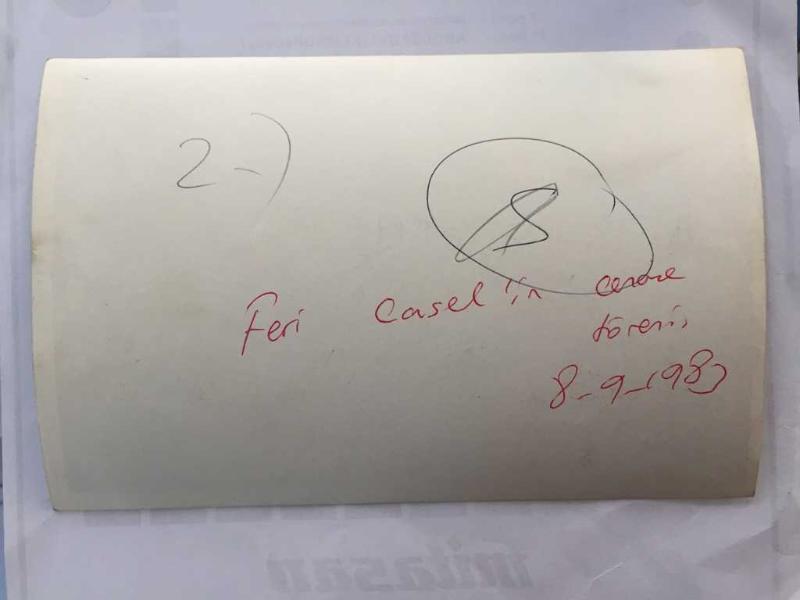 2-)
8
Feri Casel'in cenaze
töreni,
8-9-1983